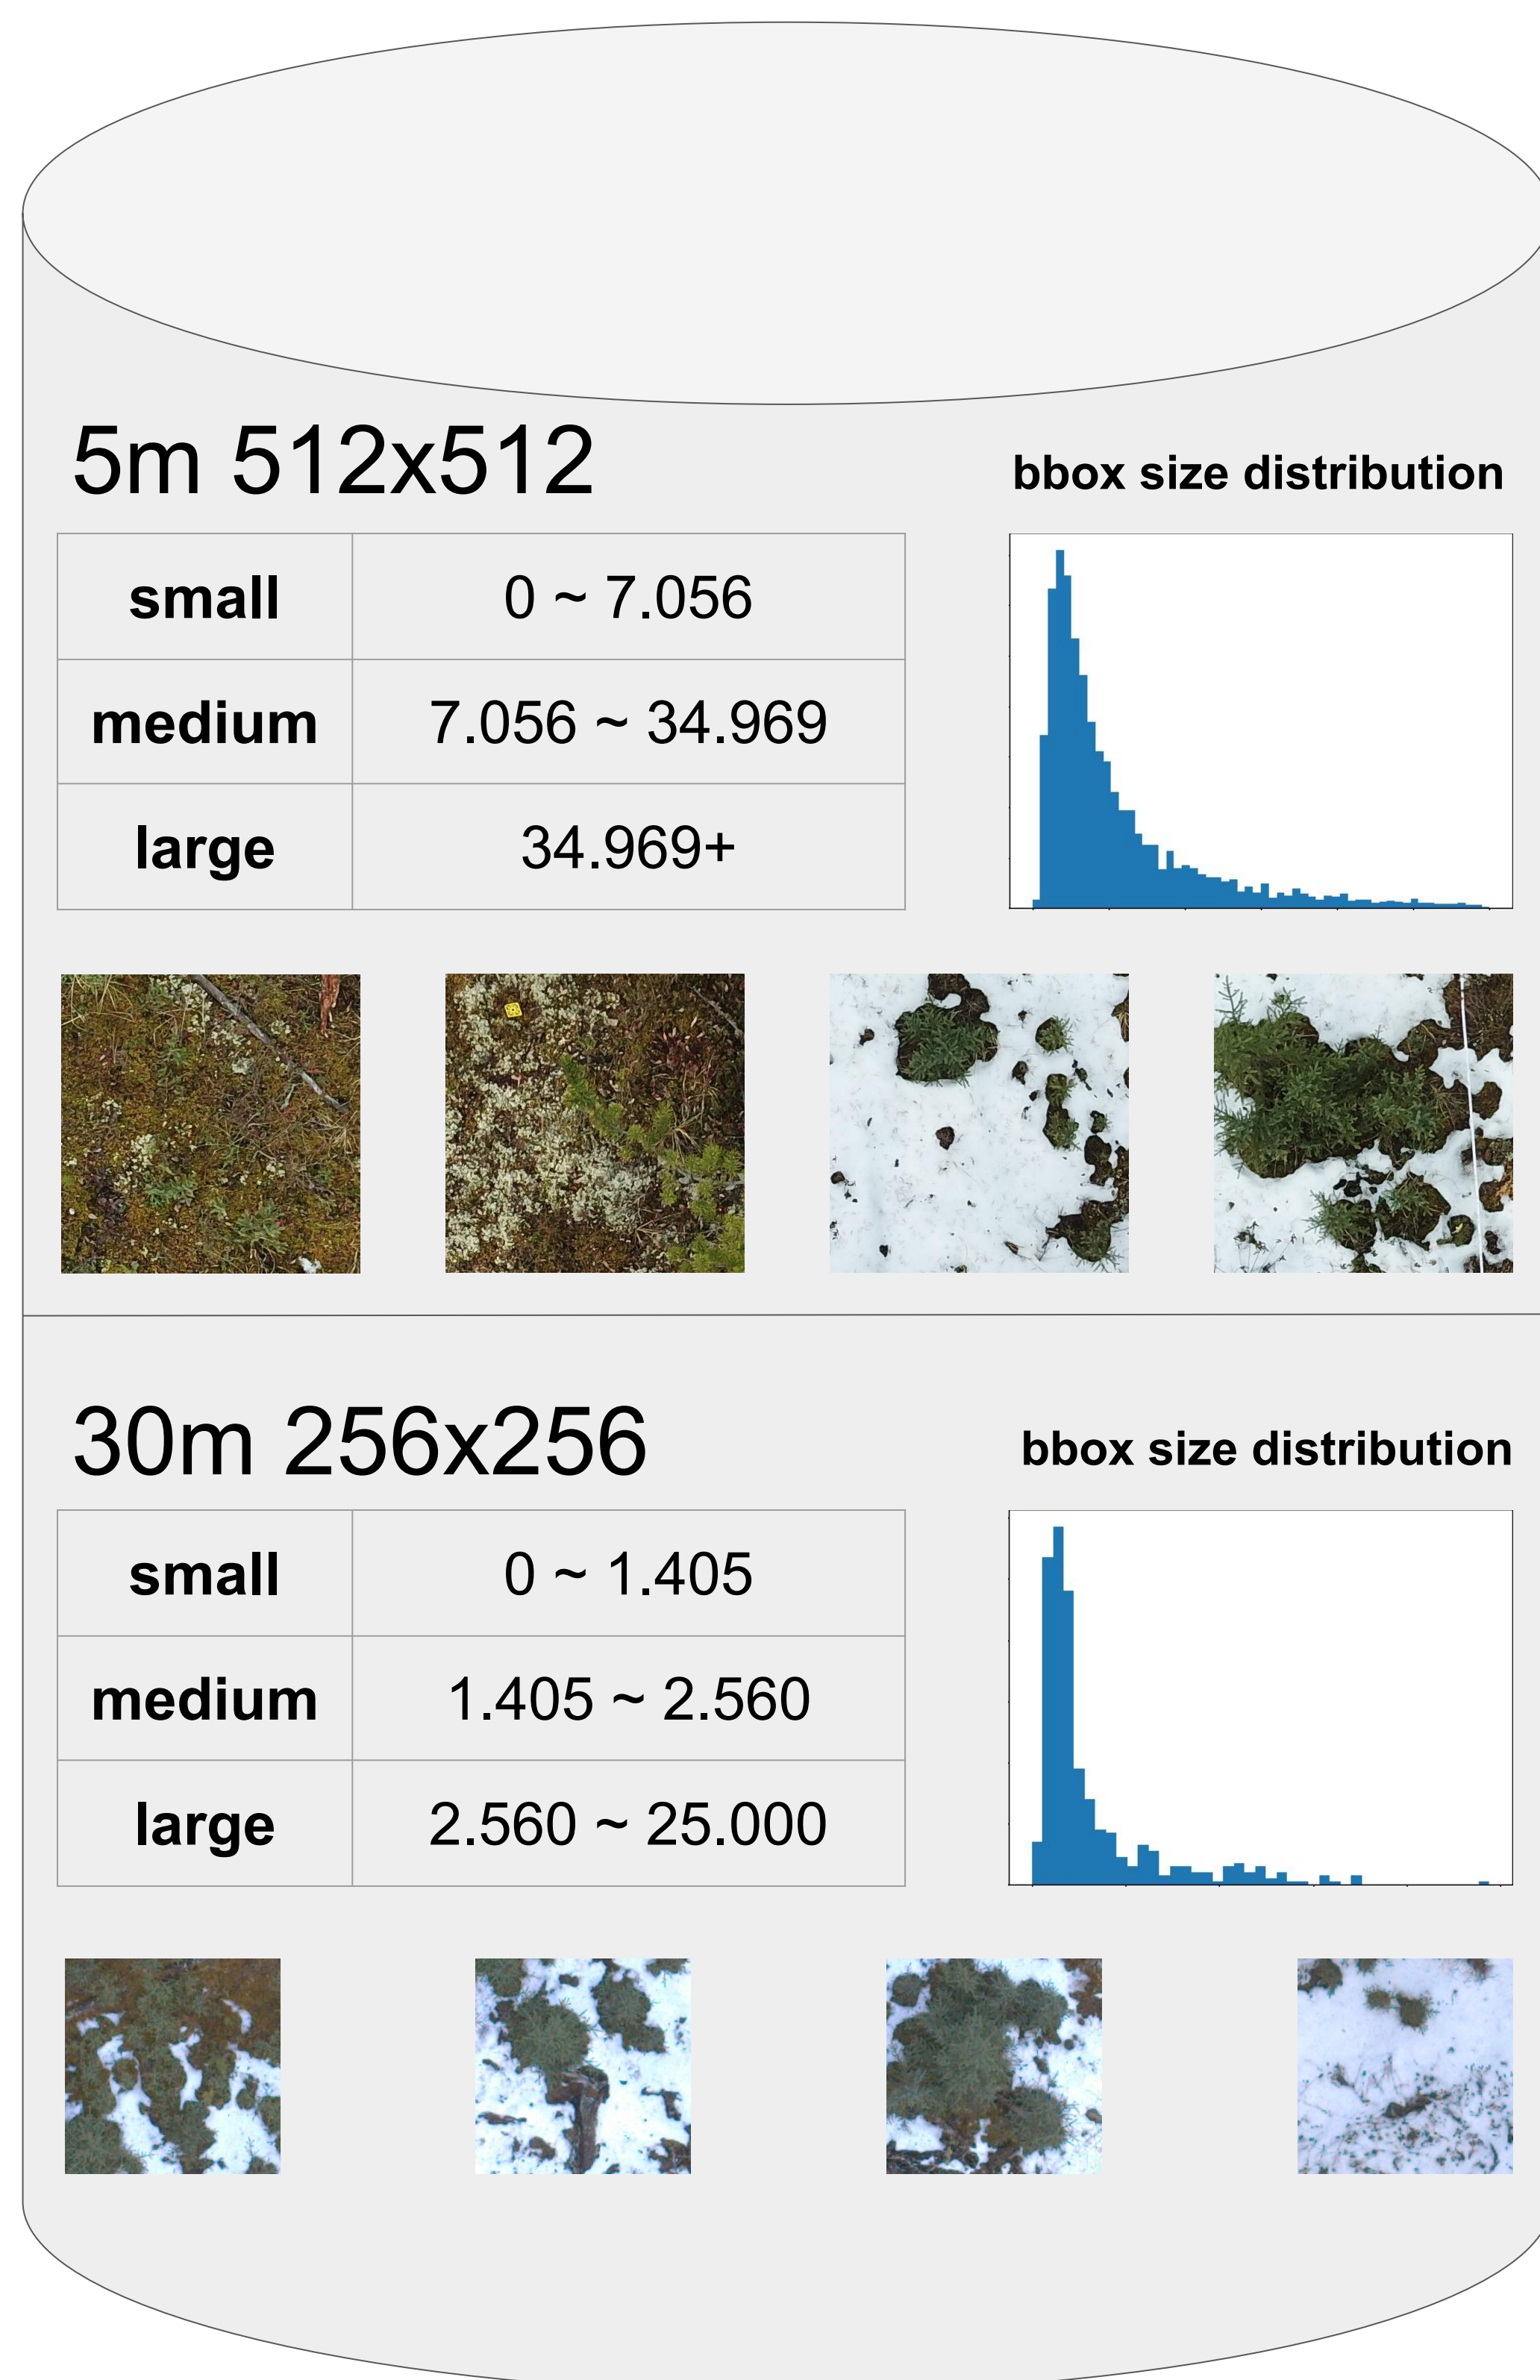 5m 512x512
bbox size distribution
small 0 ~ 7.056
medium 7.056 ~ 34.969
large 34.969+
30m 256x256
bbox size distribution
small 0 ~ 1.405
medium 1.405 ~ 2.560
large 2.560 ~ 25.000